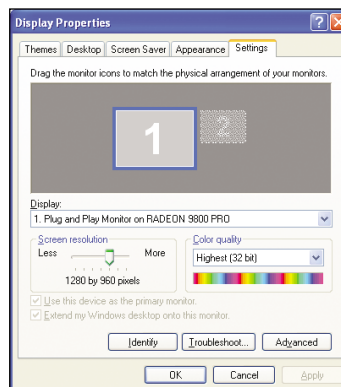 Display Properties
Themes Desktop Screen Saver Appearance Settings
Drag the monitor icons to match the physical arrangement of your monitors.
1 2
Display:
1. Plug and Play Monitor on RADEON 9800 PRO
Screen resolution
Less More
1280 by 960 pixels
Color quality
Highest (32 bit)
Use this device as the primary monitor.
Extend my Windows desktop onto this monitor.
Identify Troubleshoot... Advanced
OK Cancel Apply